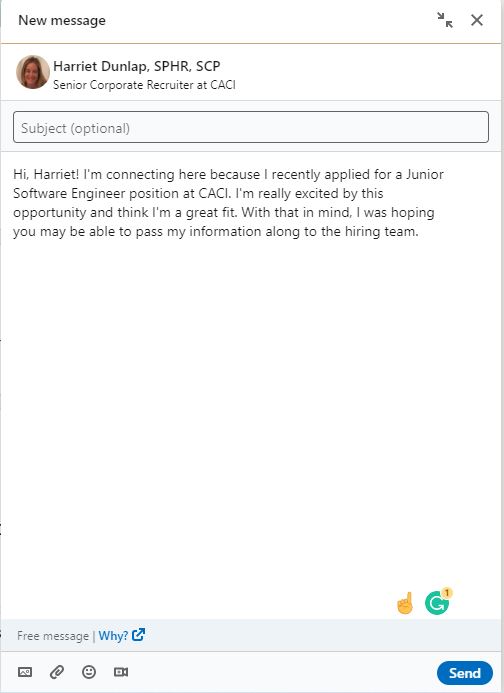 New message
Harriet Dunlap, SPHR, SCP
Senior Corporate Recruiter at CACI
Subject (optional)
Hi, Harriet! I'm connecting here because I recently applied for a Junior
Software Engineer position at CACI. I'm really excited by this
opportunity and think I'm a great fit. With that in mind, I was hoping
you may be able to pass my information along to the hiring team.
1
Free message | Why?
Send